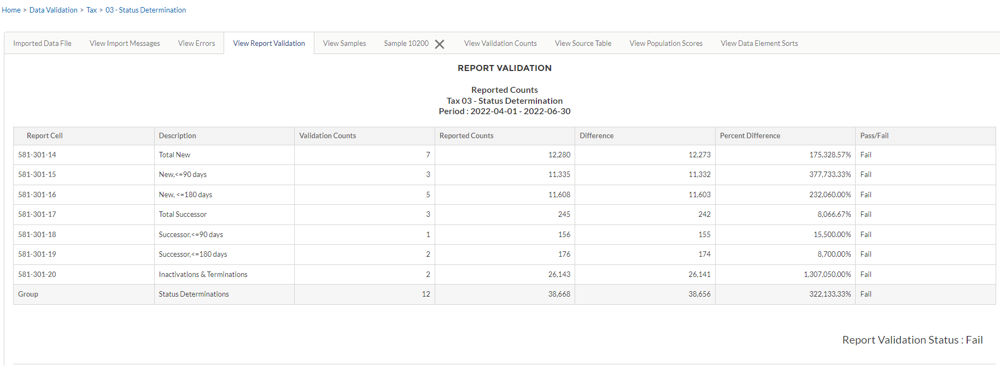 Home > Data Validation > Tax > 03 - Status Determination
Imported Data File View Import Messages View Errors View Report Validation View Samples Sample 10200 View Validation Counts View Source Table View Population Scores View Data Element Sorts
REPORT VALIDATION
Reported Counts
Tax 03 - Status Determination
Period : 2022-04-01 - 2022-06-30
Report Cell Description Validation Counts Reported Counts Difference Percent Difference Pass/Fail
581-301-14 Total New 7 12,280 12,273 175,328.57% Fail
581-301-15 New,<=90 days 3 11,335 11,332 377,733.33% Fail
581-301-16 New, <=180 days 5 11,608 11,603 232,060.00% Fail
581-301-17 Total Successor 3 245 242 8,066.67% Fail
581-301-18 Successor,<=90 days 1 156 155 15,500.00% Fail
581-301-19 Successor,<=180 days 2 176 174 8,700.00% Fail
581-301-20 Inactivations & Terminations 2 26,143 26,141 1,307,050.00% Fail
Group Status Determinations 12 38,668 38,656 322,133.33% Fail
Report Validation Status : Fail